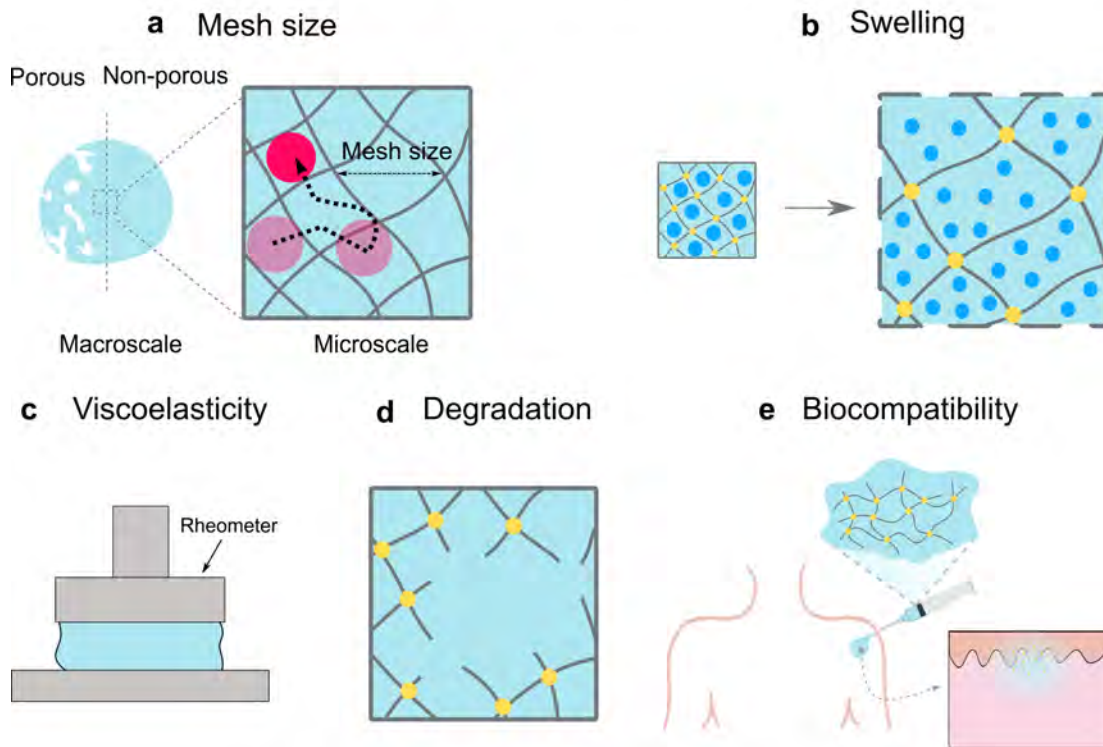 a Mesh size
Porous Non-porous
Mesh size
Macroscale
Microscale
b Swelling
c Viscoelasticity
Rheometer
d Degradation
e Biocompatibility